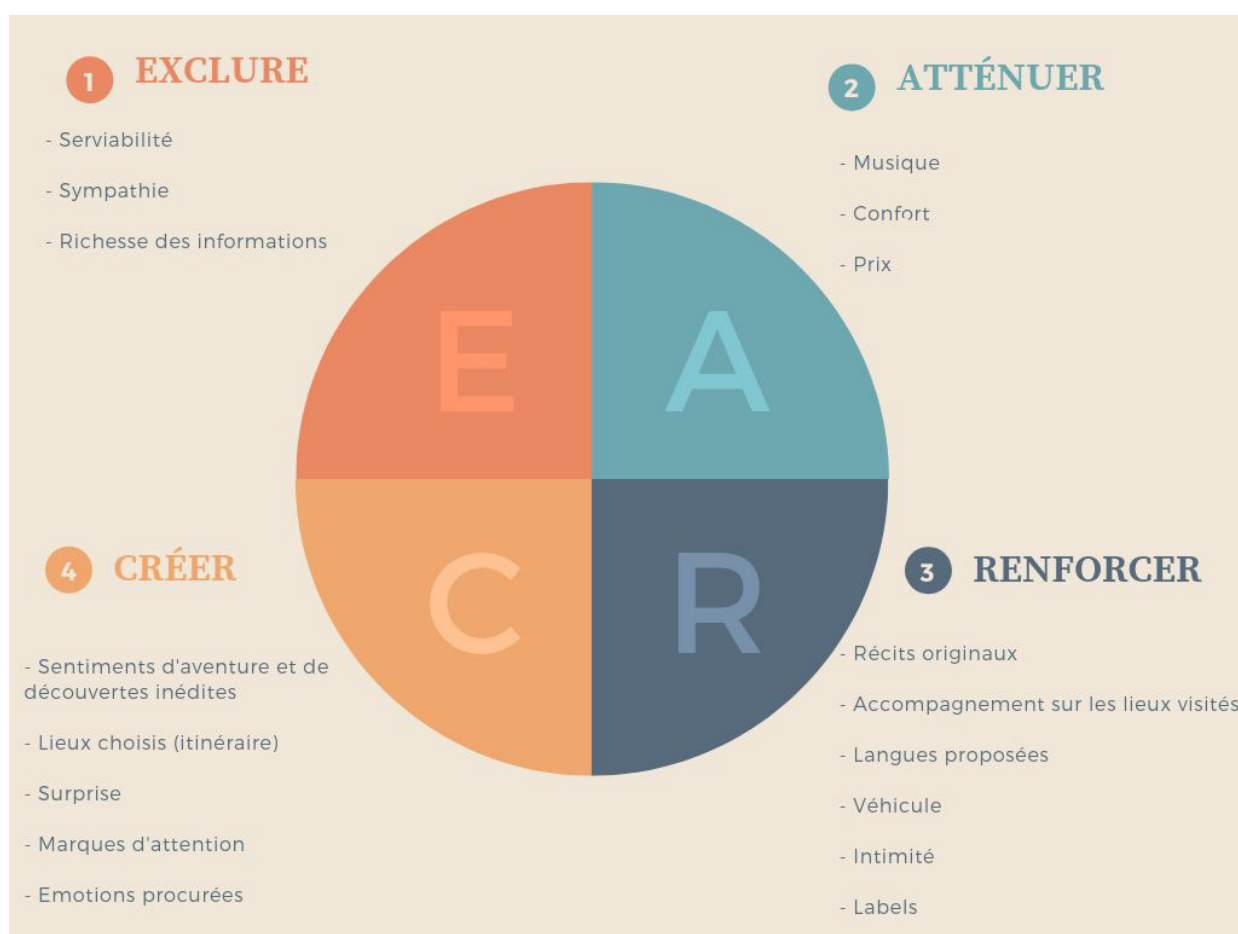 1 EXCLURE
- Serviabilité
- Sympathie
- Richesse des informations
2 ATTÉNUER
- Musique
- Confort
- Prix
E A
C R
4 CRÉER
- Sentiments d'aventure et de
découvertes inédites
- Lieux choisis (itinéraire)
- Surprise
- Marques d'attention
- Emotions procurées
3 RENFORCER
- Récits originaux
- Accompagnement sur les lieux visités
- Langues proposées
- Véhicule
- Intimité
- Labels